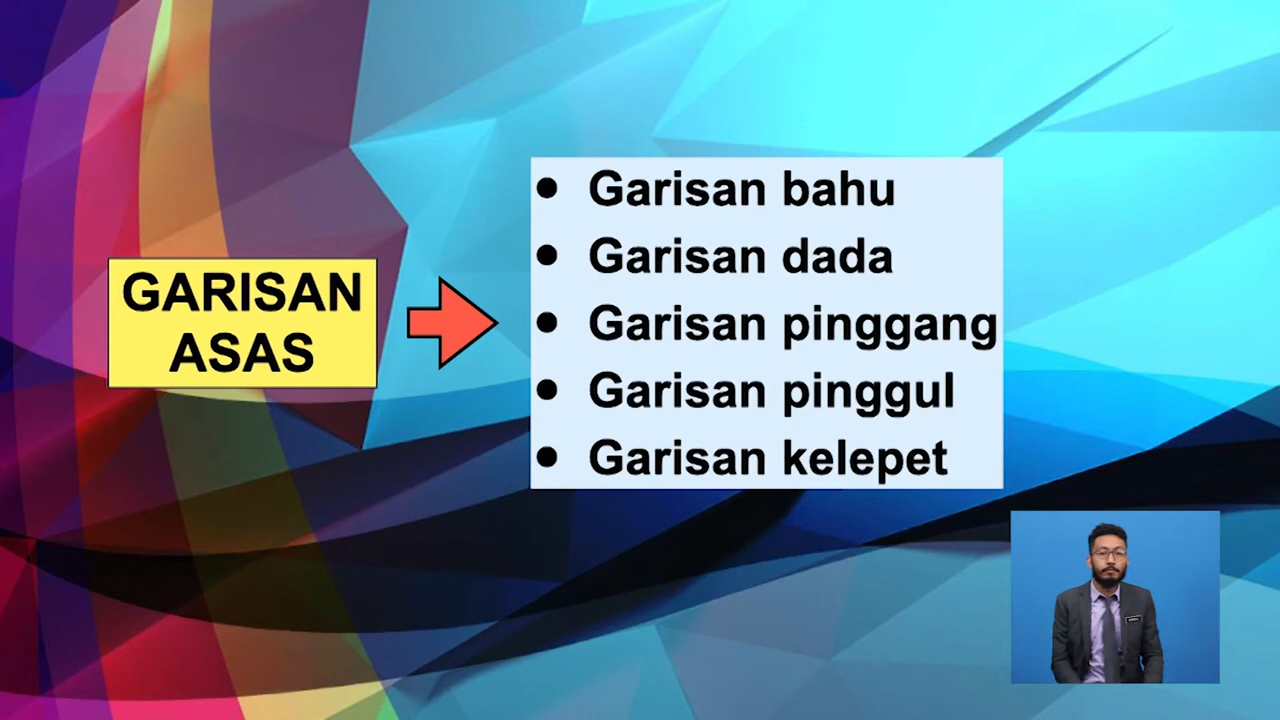 GARISAN
ASAS
• Garisan bahu
• Garisan dada
• Garisan pinggang
• Garisan pinggul
• Garisan kelepet